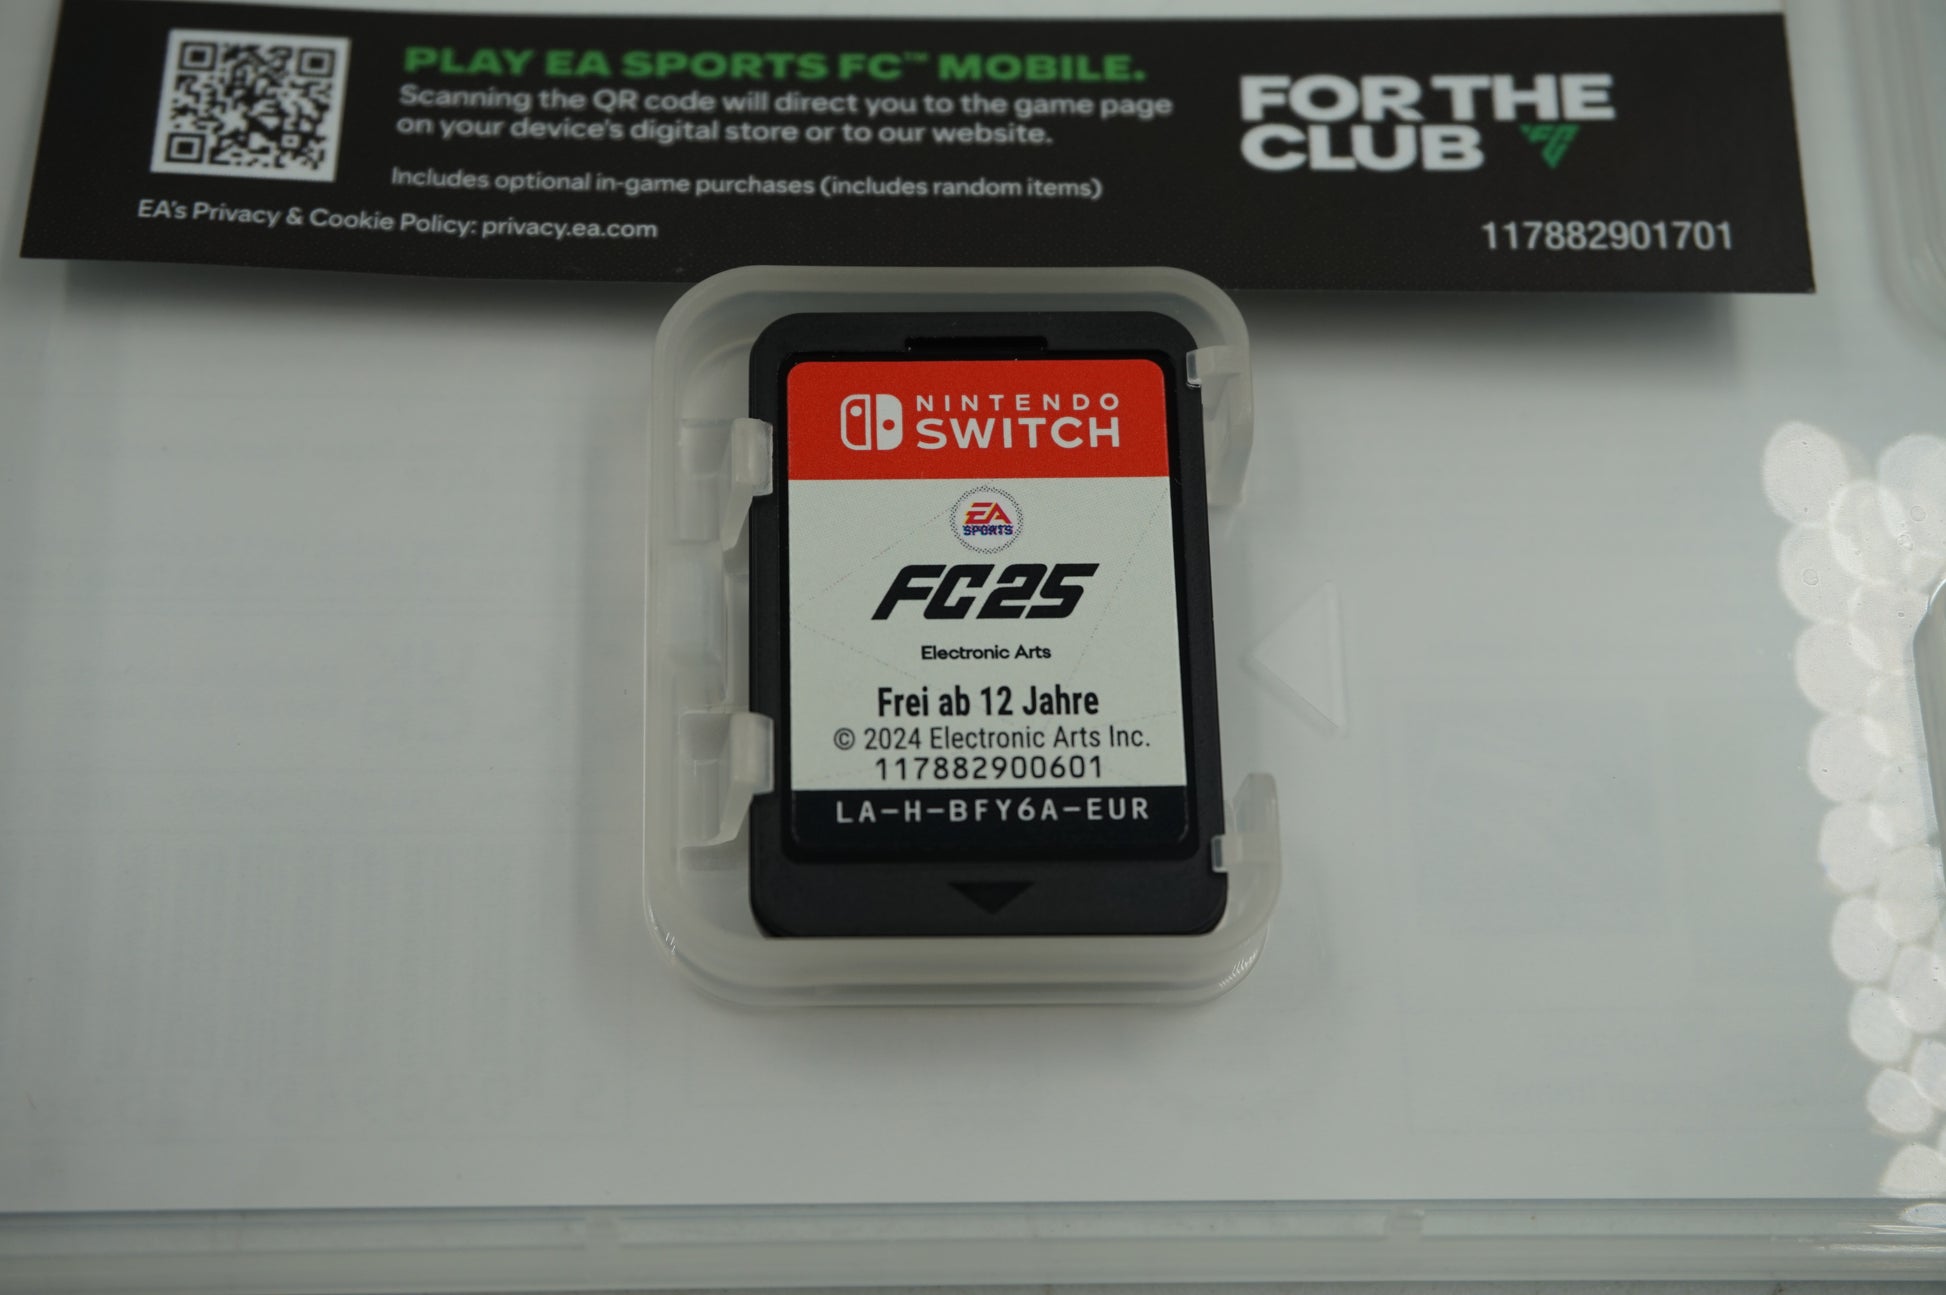 PLAY EA SPORTS FC™ MOBILE.
Scanning the QR code will direct you to the game page
on your device's digital store or to our website.
Includes optional in-game purchases (includes random items)
EA's Privacy & Cookie Policy: privacy.ea.com
FOR THE
CLUB
117882901701
NINTENDO
SWITCH
EA
SPORTS
FC25
Electronic Arts
Frei ab 12 Jahre
© 2024 Electronic Arts Inc.
117882900601
LA-H-BFY6A-EUR